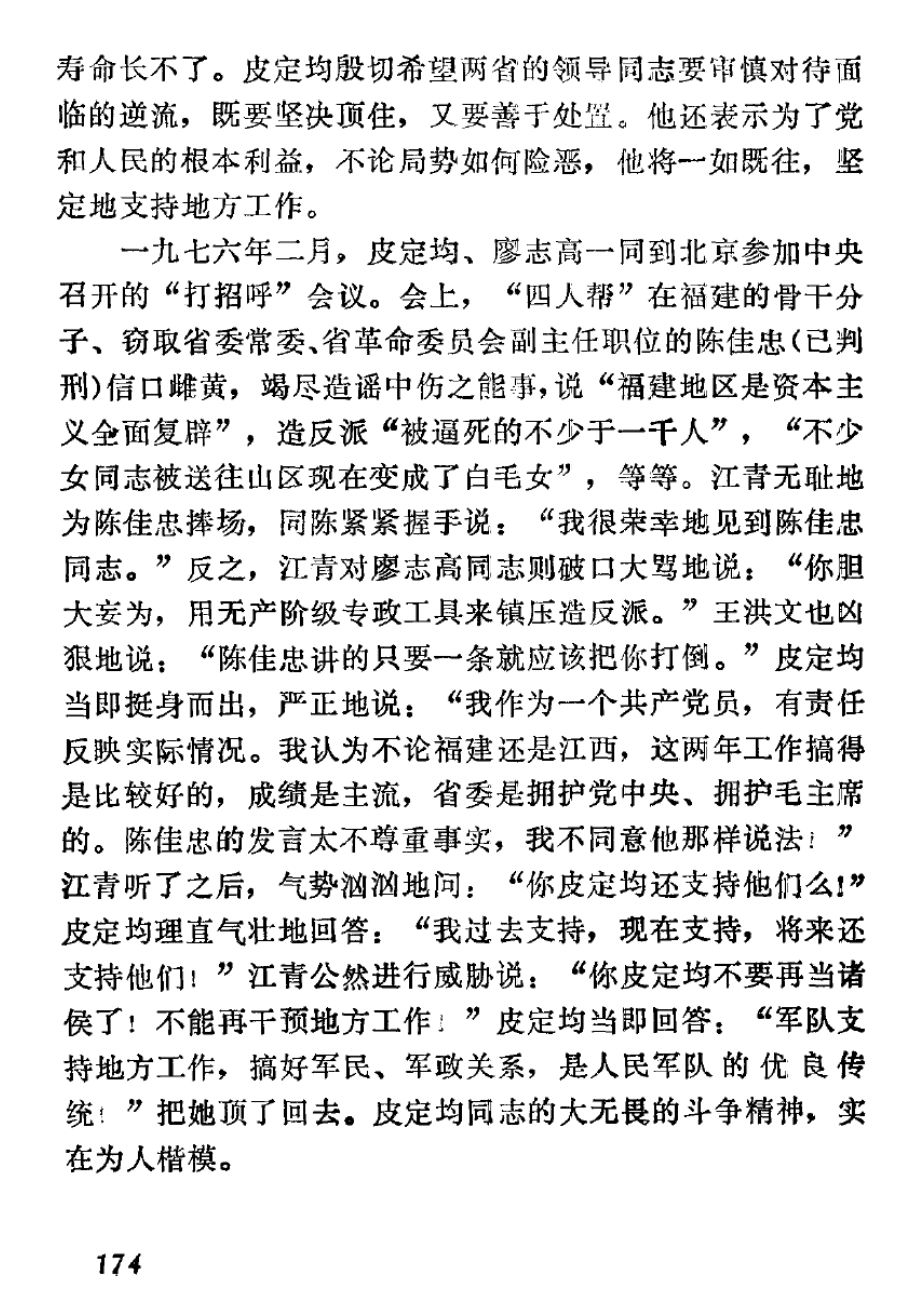 寿命长不了。皮定均殷切希望两省的领导同志要审慎对待面
临的逆流，既要坚决顶住，又要善于处置。他还表示为了党
和人民的根本利益，不论局势如何险恶，他将一如既往，坚
定地支持地方工作。
一九七六年二月，皮定均、廖志高一同到北京参加中央
召开的“打招呼”会议。会上，“四人帮”在福建的骨干分
子、窃取省委常委、省革命委员会副主任职位的陈佳忠(已判
刑)信口雌黄，竭尽造谣中伤之能事，说“福建地区是资本主
义全面复辟”，造反派“被逼死的不少于一千人”，“不少
女同志被送往山区现在变成了白毛女”，等等。江青无耻地
为陈佳忠捧场，同陈紧紧握手说：“我很荣幸地见到陈佳忠
同志。”反之，江青对廖志高同志则破口大骂地说：“你胆
大妄为，用无产阶级专政工具来镇压造反派。”王洪文也凶
狠地说：“陈佳忠讲的只要一条就应该把你打倒。”皮定均
当即挺身而出，严正地说：“我作为一个共产党员，有责任
反映实际情况。我认为不论福建还是江西，这两年工作搞得
是比较好的，成绩是主流，省委是拥护党中央、拥护毛主席
的。陈佳忠的发言太不尊重事实，我不同意他那样说法！”
江青听了之后，气势汹汹地问：“你皮定均还支持他们么！”
皮定均理直气壮地回答：“我过去支持，现在支持，将来还
支持他们！”江青公然进行威胁说：“你皮定均不要再当诸
侯了！不能再干预地方工作！”皮定均当即回答：“军队支
持地方工作，搞好军民、军政关系，是人民军队的优良传
统！”把她顶了回去。皮定均同志的大无畏的斗争精神，实
在为人楷模。
174